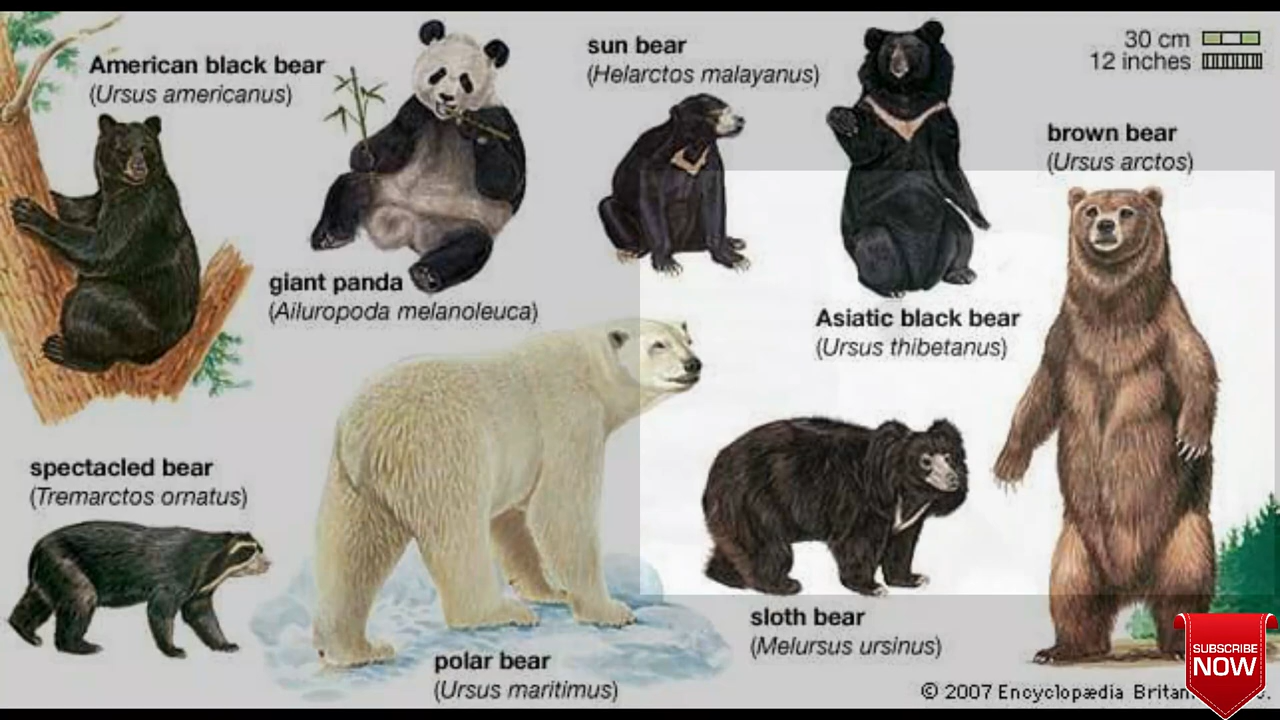 American black bear
(Ursus americanus)
giant panda
(Ailuropoda melanoleuca)
sun bear
(Helarctos malayanus)
30 cm
12 inches
brown bear
(Ursus arctos)
Asiatic black bear
(Ursus thibetanus)
spectacled bear
(Tremarctos ornatus)
polar bear
(Ursus maritimus)
sloth bear
(Melursus ursinus)
© 2007 Encyclopædia
SUBSCRIBE
NOW